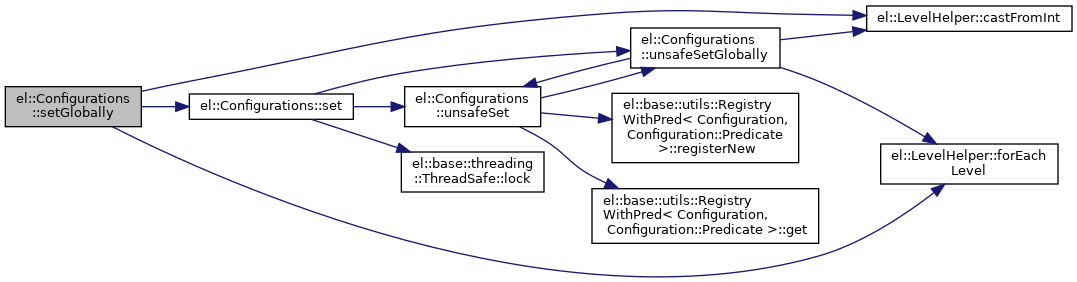 el::Configurations
::setGlobally
el::Configurations::set
el::Configurations
::unsafeSet
el::base::threading
::ThreadSafe::lock
el::Configurations
::unsafeSetGlobally
el::base::utils::Registry
WithPred< Configuration,
Configuration::Predicate
>::registerNew
el::base::utils::Registry
WithPred< Configuration,
Configuration::Predicate >::get
el::LevelHelper::castFromInt
el::LevelHelper::forEach
Level